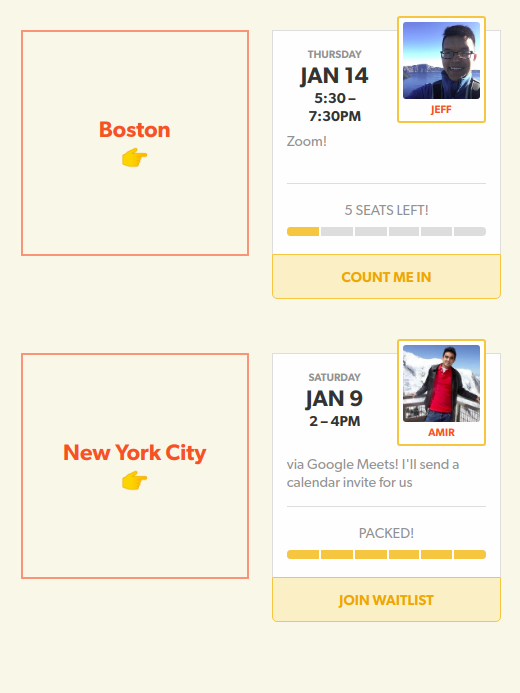 Boston
THURSDAY
JAN 14
5:30 –
7:30PM
JEFF
Zoom!
5 SEATS LEFT!
COUNT ME IN
New York City
SATURDAY
JAN 9
2 – 4PM
AMIR
via Google Meets! I'll send a
calendar invite for us
PACKED!
JOIN WAITLIST